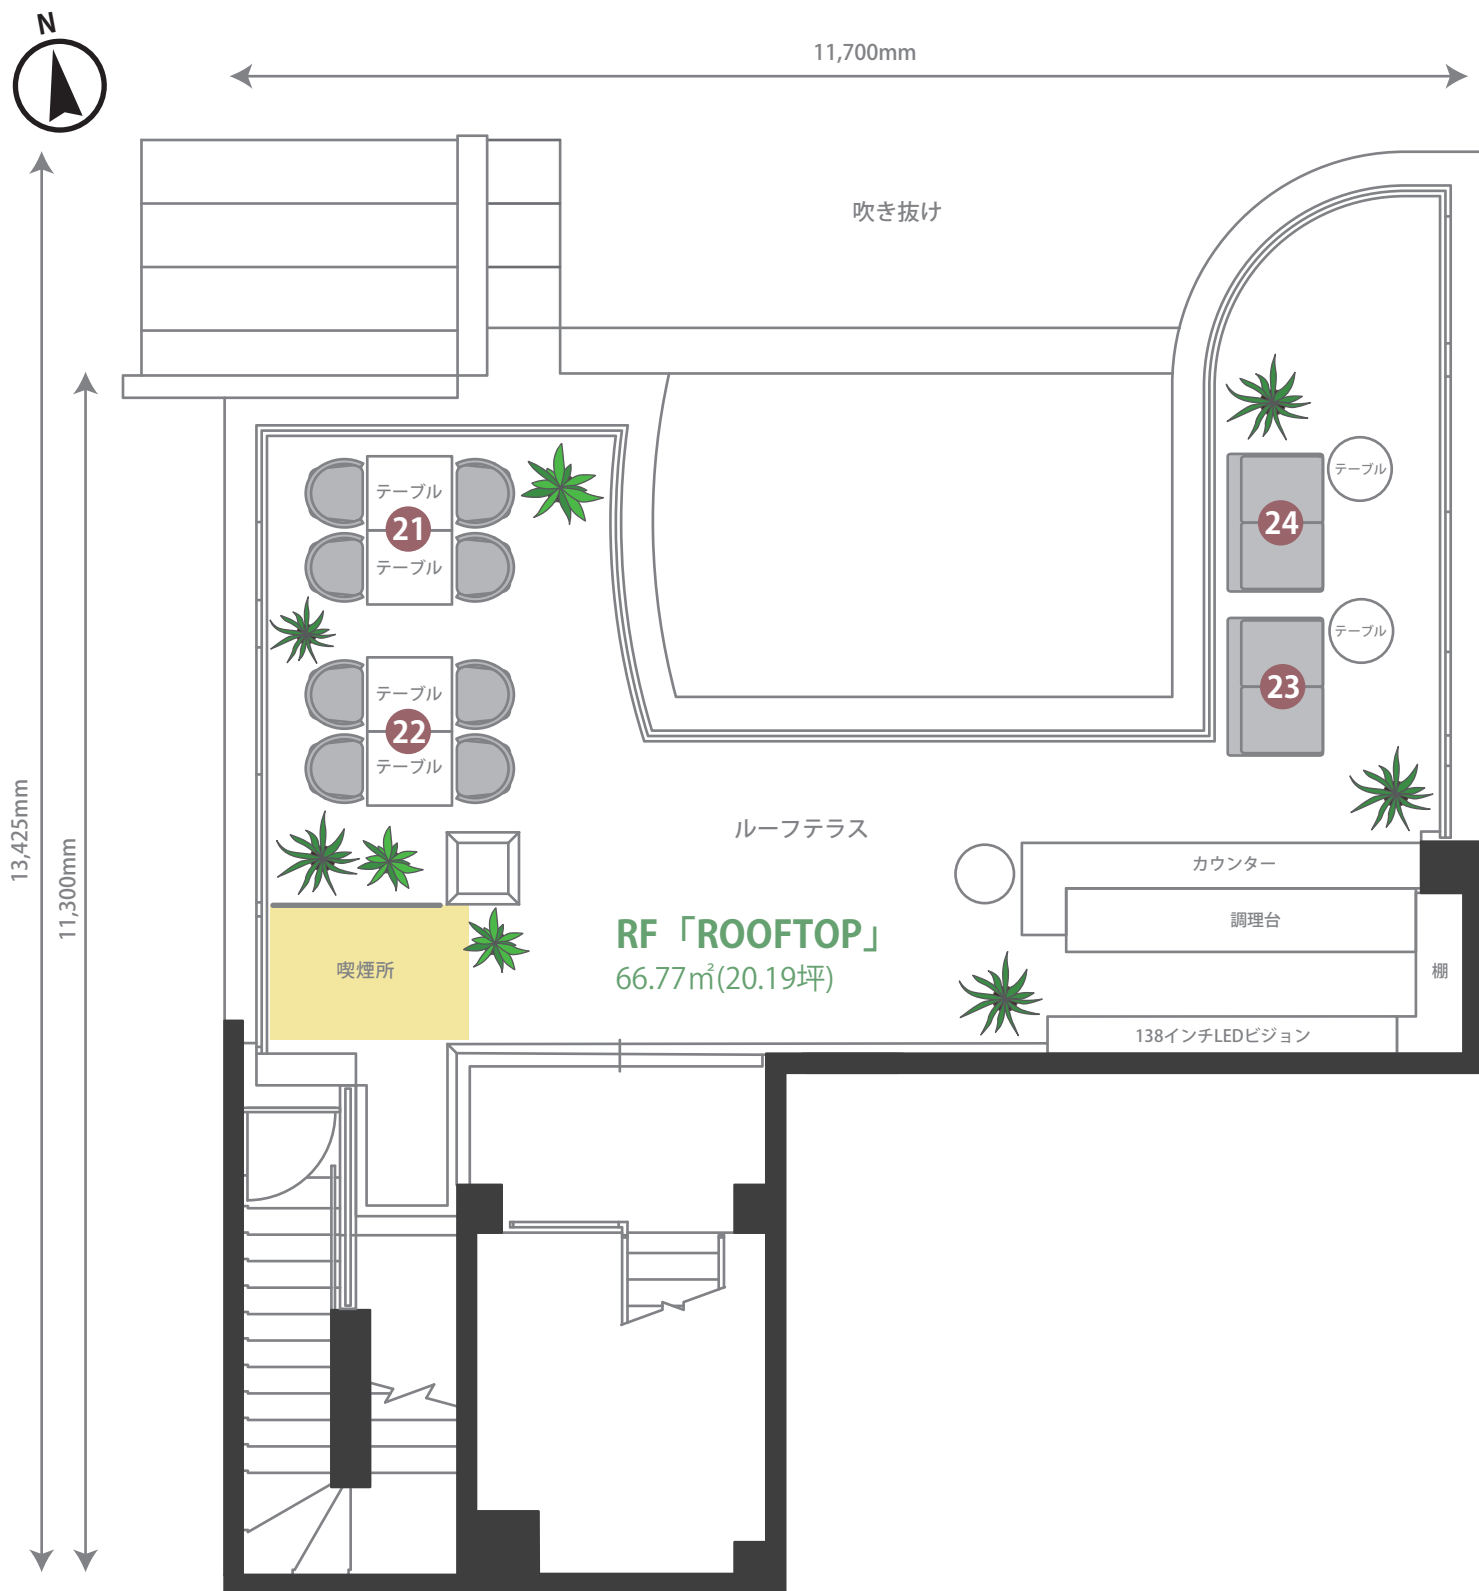 N
11,700mm
吹き抜け
テーブル
21
テーブル
テーブル
24
テーブル
23
テーブル
22
テーブル
13,425mm
11,300mm
ルーフテラス
カウンター
調理台
棚
RF「ROOFTOP」
66.77㎡(20.19坪)
喫煙所
138インチLEDビジョン